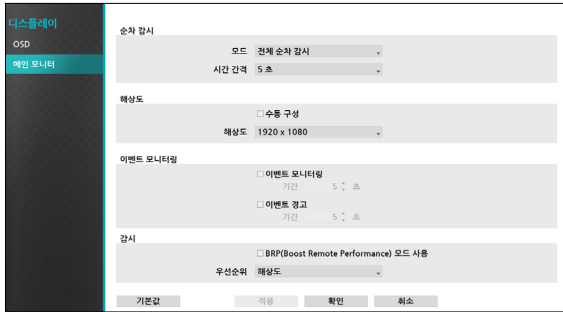 디스플레이
OSD
메인 모니터
순차 감시
모드 전체 순차 감시
시간 간격 5 초
해상도
수동 구성
해상도 1920 x 1080
이벤트 모니터링
이벤트 모니터링
기간 5 초
이벤트 경고
기간 5 초
감시
BRP(Boost Remote Performance) 모드 사용
우선순위 해상도
기본값 적용 확인 취소